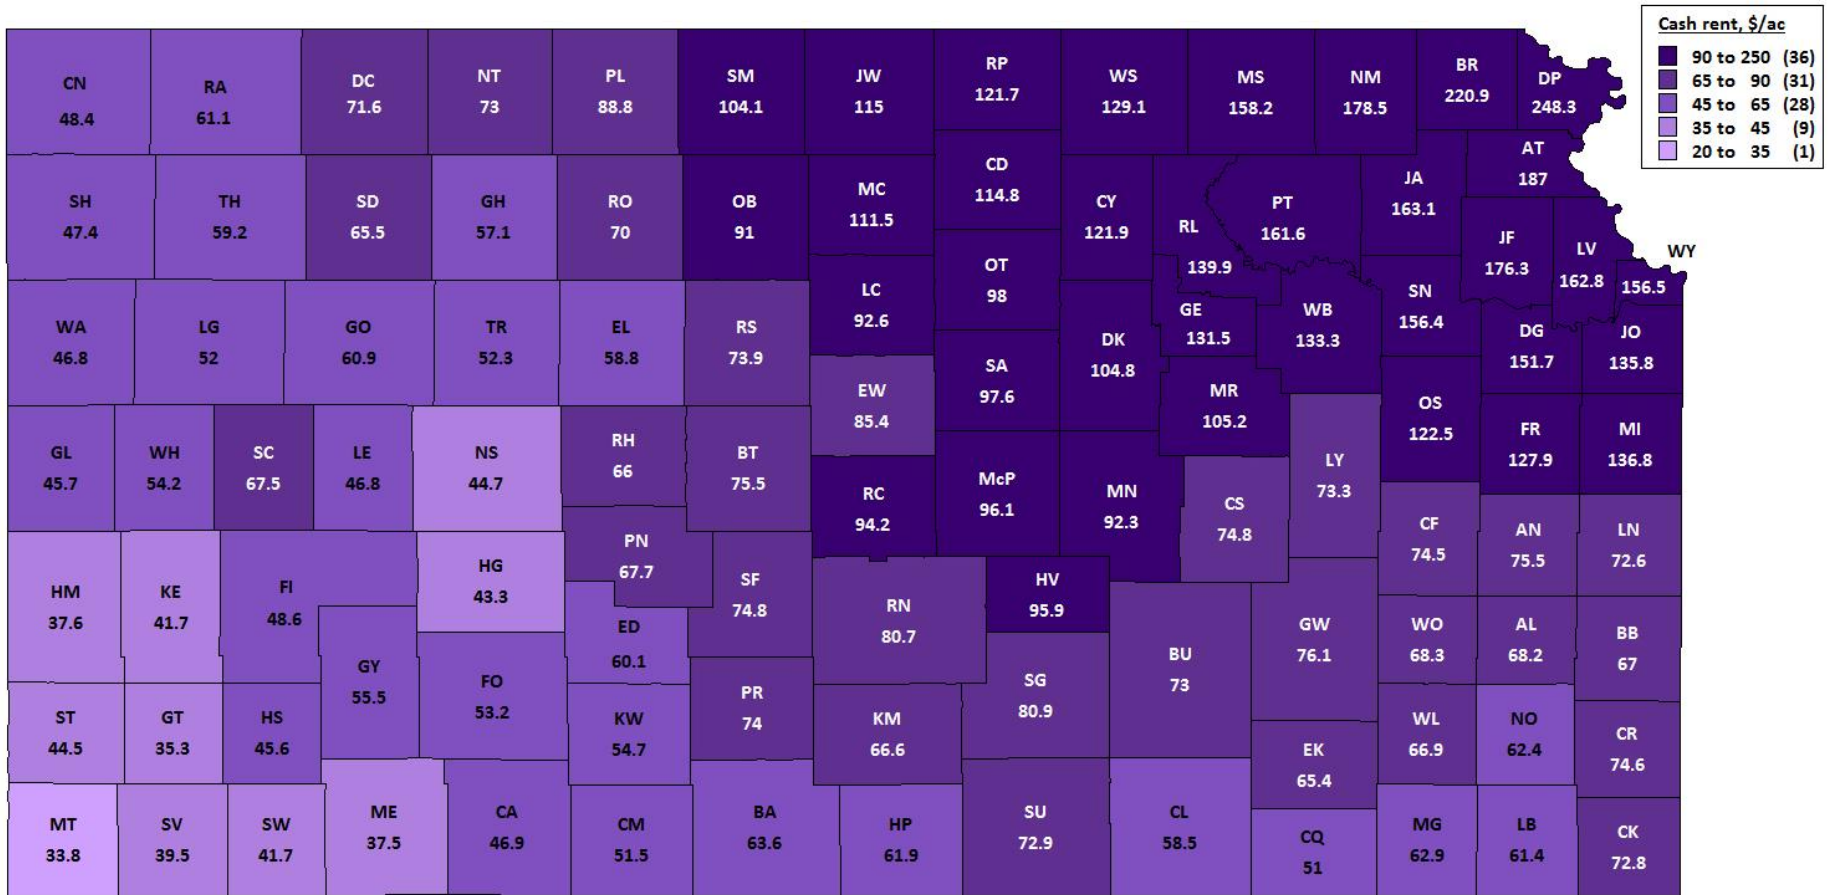 Cash rent, $/ac
90 to 250 (36)
65 to 90 (31)
45 to 65 (28)
35 to 45 (9)
20 to 35 (1)
CN
48.4
RA
61.1
DC
71.6
NT
73
PL
88.8
SM
104.1
JW
115
RP
121.7
WS
129.1
MS
158.2
NM
178.5
BR
220.9
DP
248.3
SH
47.4
TH
59.2
SD
65.5
GH
57.1
RO
70
OB
91
MC
111.5
CD
114.8
CY
121.9
RL
139.9
PT
161.6
JA
163.1
AT
187
JF
176.3
LV
162.8
WY
156.5
WA
46.8
LG
52
GO
60.9
TR
52.3
EL
58.8
RS
73.9
LC
92.6
OT
98
SA
97.6
DK
104.8
GE
131.5
WB
133.3
SN
156.4
DG
151.7
JO
135.8
EW
85.4
MR
105.2
OS
122.5
FR
127.9
MI
136.8
GL
45.7
WH
54.2
SC
67.5
LE
46.8
NS
44.7
RH
66
BT
75.5
RC
94.2
McP
96.1
MN
92.3
CS
74.8
LY
73.3
CF
74.5
AN
75.5
LN
72.6
HM
37.6
KE
41.7
FI
48.6
HG
43.3
PN
67.7
SF
74.8
RN
80.7
HV
95.9
ED
60.1
GY
55.5
FO
53.2
BU
73
GW
76.1
WO
68.3
AL
68.2
BB
67
ST
44.5
GT
35.3
HS
45.6
KW
54.7
PR
74
KM
66.6
SG
80.9
EK
65.4
WL
66.9
NO
62.4
CR
74.6
MT
33.8
SV
39.5
SW
41.7
ME
37.5
CA
46.9
CM
51.5
BA
63.6
HP
61.9
SU
72.9
CL
58.5
CQ
51
MG
62.9
LB
61.4
CK
72.8